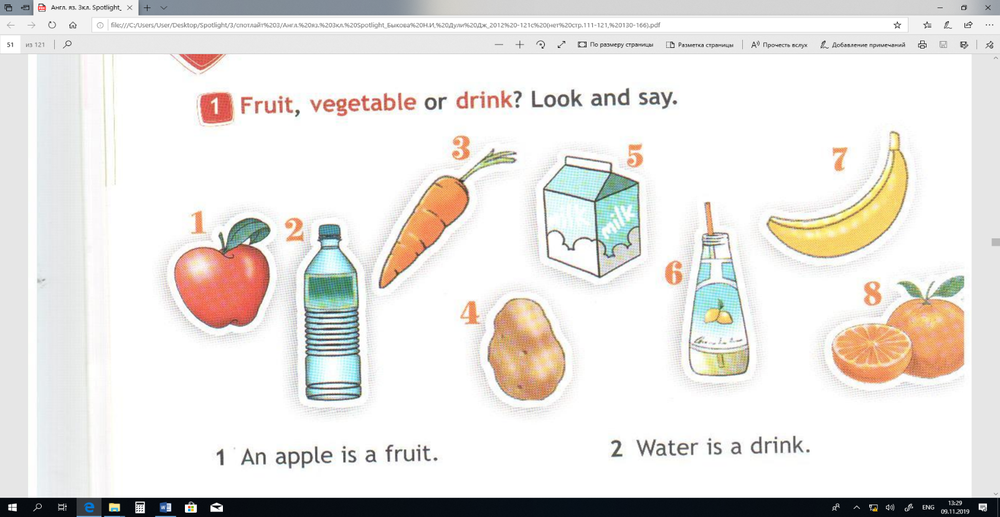 Англ. яз. 3кл. Spotlight_
file:///C:/Users/User/Desktop/Spotlight/3/спотлайт%203/Англ.%20яз.%203кл.%20Spotlight_Быкова%20Н.И,%20Дули%20Дж_2012%20-121с%20(нет%20стр.111-121,%20130-166).pdf
51 из 121 По размеру страницы Разметка страницы Прочесть вслух Добавление примечаний
1 Fruit, vegetable or drink? Look and say.
3
5
7
1
2
milk milk
6
4
8
1 An apple is a fruit. 2 Water is a drink.
ENG 13:29
09.11.2019